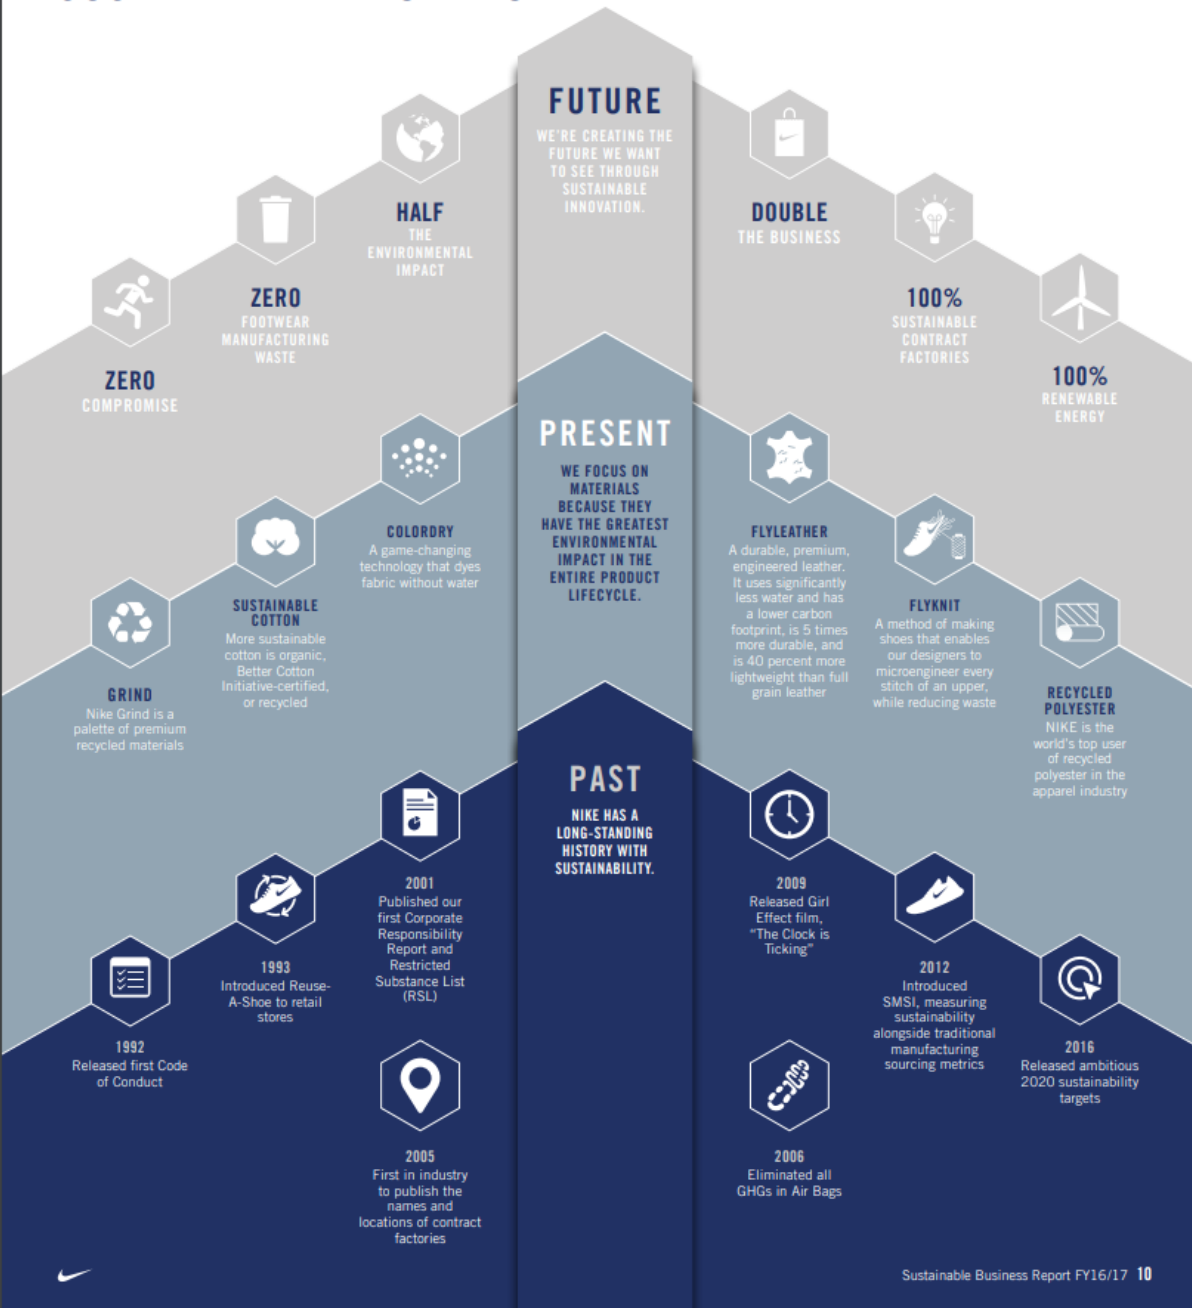 FUTURE
WE'RE CREATING THE
FUTURE WE WANT
TO SEE THROUGH
SUSTAINABLE
INNOVATION.
ZERO
COMPROMISE
ZERO
FOOTWEAR
MANUFACTURING
WASTE
HALF
THE
ENVIRONMENTAL
IMPACT
DOUBLE
THE BUSINESS
100%
SUSTAINABLE
CONTRACT
FACTORIES
100%
RENEWABLE
ENERGY
PRESENT
WE FOCUS ON
MATERIALS
BECAUSE THEY
HAVE THE GREATEST
ENVIRONMENTAL
IMPACT IN THE
ENTIRE PRODUCT
LIFECYCLE.
GRIND
Nike Grind is a
palette of premium
recycled materials
SUSTAINABLE
COTTON
More sustainable
cotton is organic,
Better Cotton
Initiative-certified,
or recycled
COLORDRY
A game-changing
technology that dyes
fabric without water
FLYLEATHER
A durable, premium,
engineered leather.
It uses significantly
less water and has
a lower carbon
footprint, is 5 times
more durable, and
is 40 percent more
lightweight than full
grain leather
FLYKNIT
A method of making
shoes that enables
our designers to
microengineer every
stitch of an upper,
while reducing waste
RECYCLED
POLYESTER
NIKE is the
world's top user
of recycled
polyester in the
apparel industry
PAST
NIKE HAS A
LONG-STANDING
HISTORY WITH
SUSTAINABILITY.
1992
Released first Code
of Conduct
1993
Introduced Reuse-
A-Shoe to retail
stores
2001
Published our
first Corporate
Responsibility
Report and
Restricted
Substance List
(RSL)
2005
First in industry
to publish the
names and
locations of contract
factories
2006
Eliminated all
GHGs in Air Bags
2009
Released Girl
Effect film,
"The Clock is
Ticking"
2012
Introduced
SMSI, measuring
sustainability
alongside traditional
manufacturing
sourcing metrics
2016
Released ambitious
2020 sustainability
targets
Sustainable Business Report FY16/17 10